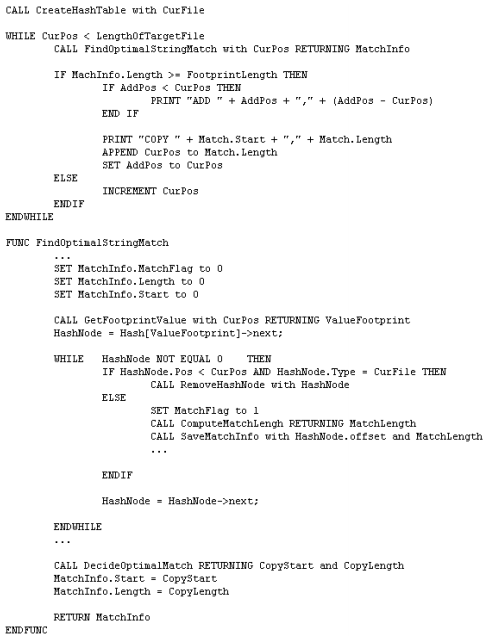 CALL CreateHashTable with CurFile
WHILE CurPos < LengthOfTargetFile
CALL FindOptimalStringMatch with CurPos RETURNING MatchInfo
IF MachInfo.Length >= FootprintLength THEN
IF AddPos < CurPos THEN
PRINT "ADD " + AddPos + "," + (AddPos - CurPos)
END IF
PRINT "COPY " + Match.Start + "," + Match.Length
APPEND CurPos to Match.Length
SET AddPos to CurPos
ELSE
INCREMENT CurPos
ENDIF
ENDWHILE
FUNC FindOptimalStringMatch
...
SET MatchInfo.MatchFlag to 0
SET MatchInfo.Length to 0
SET MatchInfo.Start to 0
CALL GetFootprintValue with CurPos RETURNING ValueFootprint
HashNode = Hash[ValueFootprint]->next;
WHILE HashNode NOT EQUAL 0 THEN
IF HashNode.Pos < CurPos AND HashNode.Type = CurFile THEN
CALL RemoveHashNode with HashNode
ELSE
SET MatchFlag to 1
CALL ComputeMatchLengh RETURNING MatchLength
CALL SaveMatchInfo with HashNode.offset and MatchLength
...
ENDIF
HashNode = HashNode->next;
ENDWHILE
...
CALL DecideOptimalMatch RETURNING CopyStart and CopyLength
MatchInfo.Start = CopyStart
MatchInfo.Length = CopyLength
RETURN MatchInfo
ENDFUNC